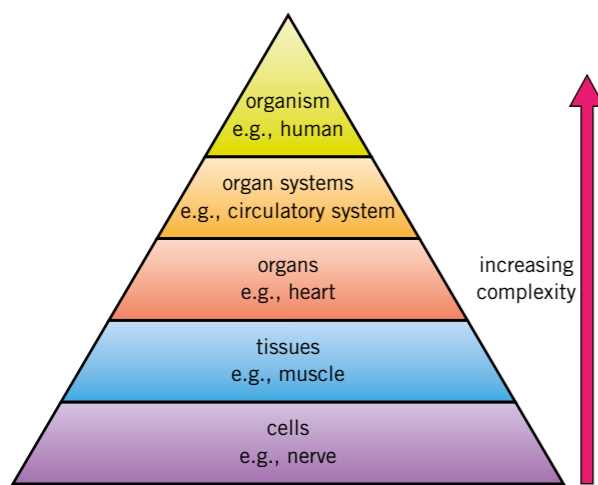 organism
e.g., human
organ systems
e.g., circulatory system
organs
e.g., heart
increasing
complexity
tissues
e.g., muscle
cells
e.g., nerve